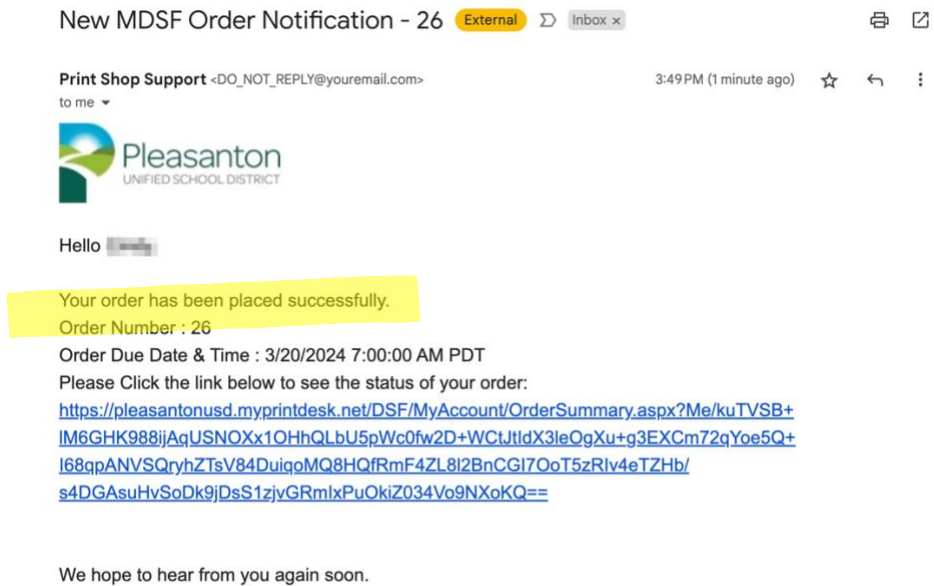 New MDSF Order Notification - 26 External Inbox x
Print Shop Support <DO_NOT_REPLY@youremail.com> 3:49 PM (1 minute ago)
to me
Pleasanton
UNIFIED SCHOOL DISTRICT
Hello
Your order has been placed successfully.
Order Number : 26
Order Due Date & Time : 3/20/2024 7:00:00 AM PDT
Please Click the link below to see the status of your order:
https://pleasantonusd.myprintdesk.net/DSF/MyAccount/OrderSummary.aspx?Me/kuTVSB+
lM6GHK988ijAqUSNOXx1OHhQLbU5pWc0fw2D+WCtJtIdX3leOgXu+g3EXCm72qYoe5Q+
I68qpANVSQryhZTsV84DuiqoMQ8HQfRmF4ZL8l2BnCGI7OoT5zRIv4eTZHb/
s4DGAsuHvSoDk9jDsS1zjvGRmIxPuOkiZ034Vo9NXoKQ==
We hope to hear from you again soon.